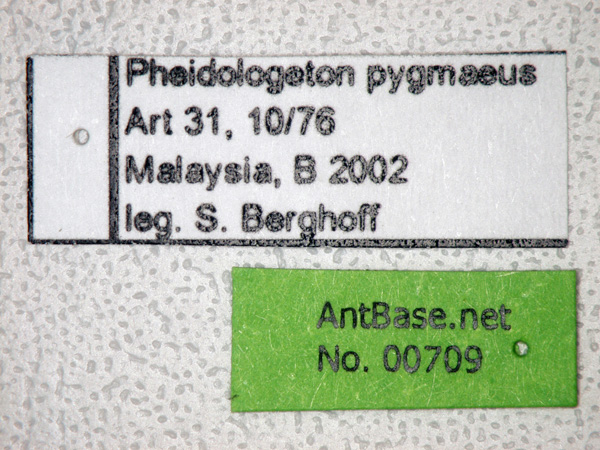 Pheidologeton pygmaeus
Art 31, 10/76
Malaysia, B 2002
leg. S. Berghoff
AntBase.net
No. 00709